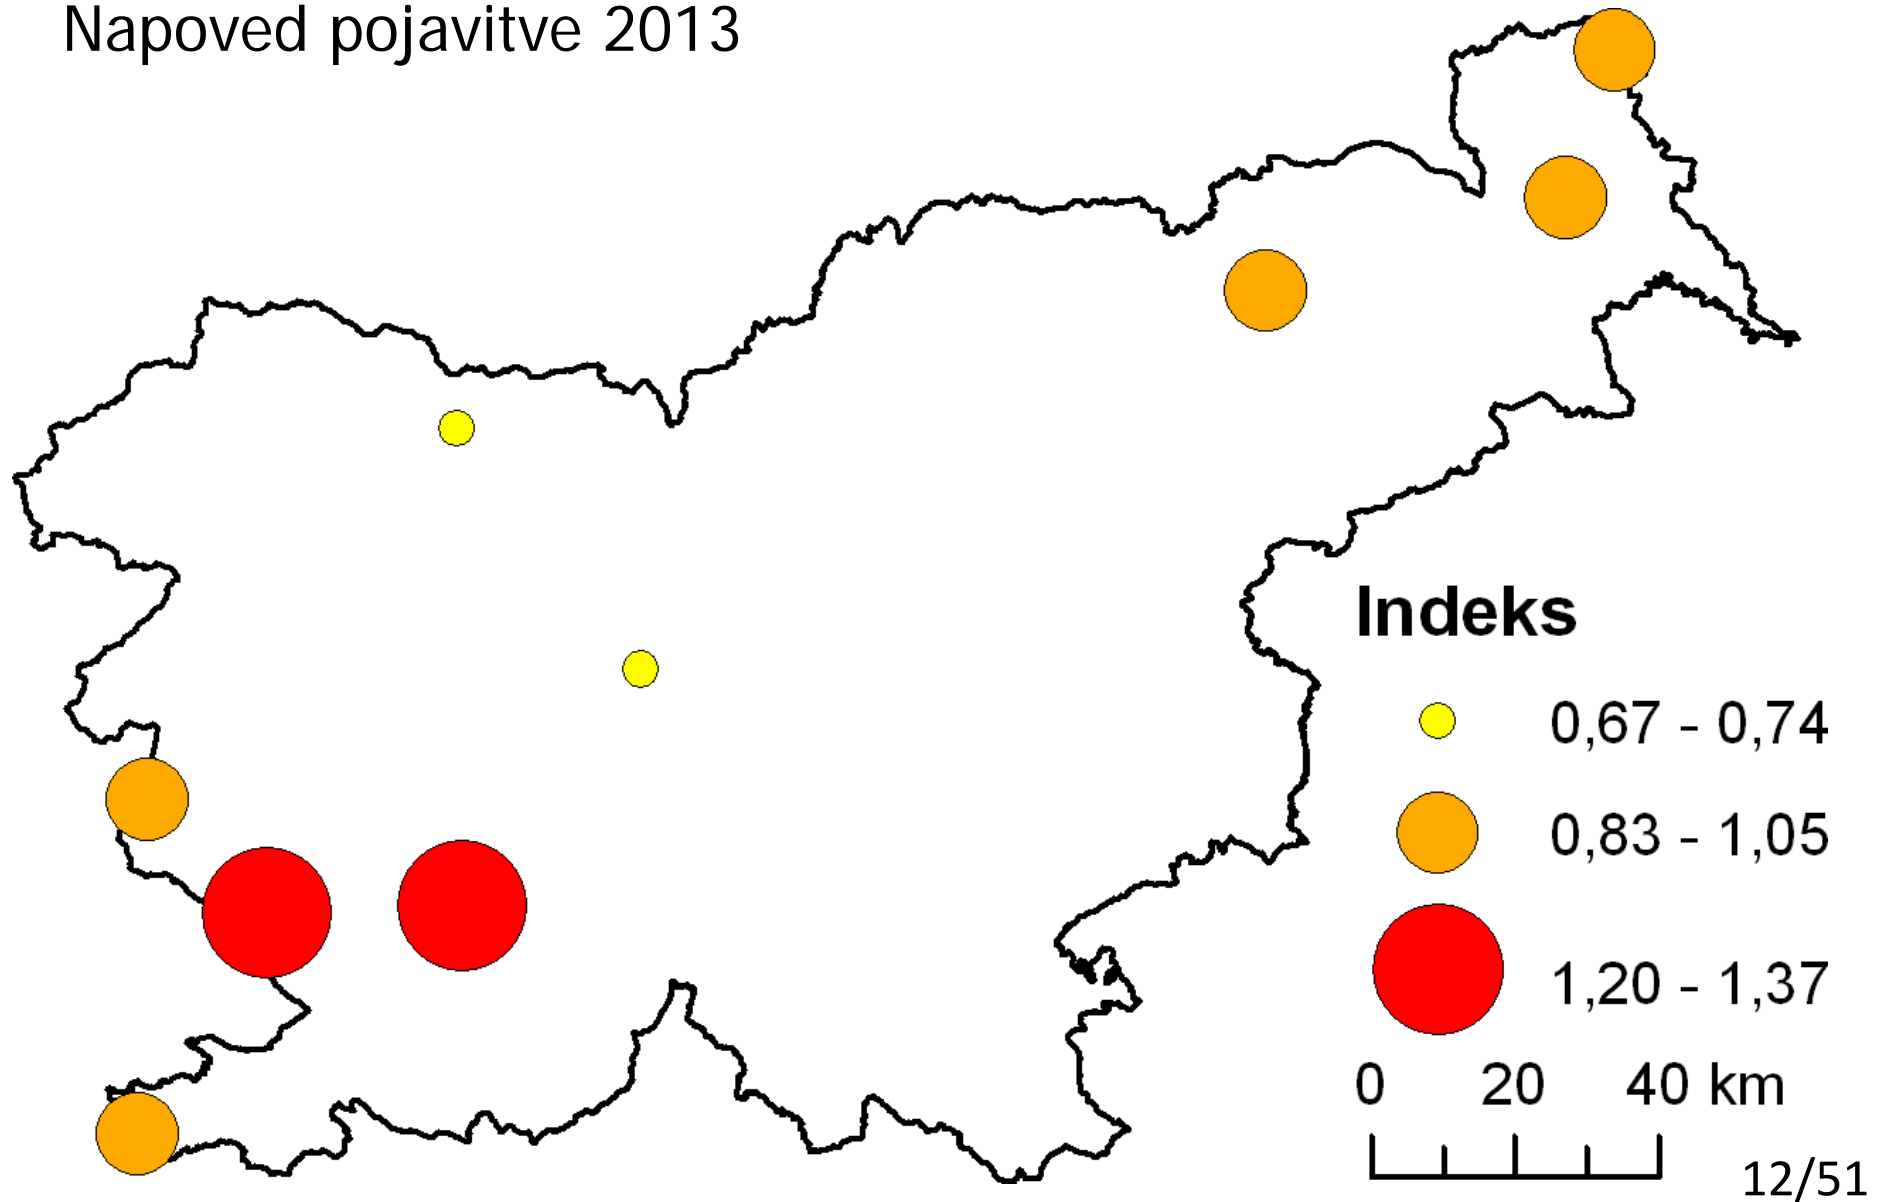 Napoved pojavitve 2013
Indeks
0,67 - 0,74
0,83 - 1,05
1,20 - 1,37
0 20 40 km
12/51